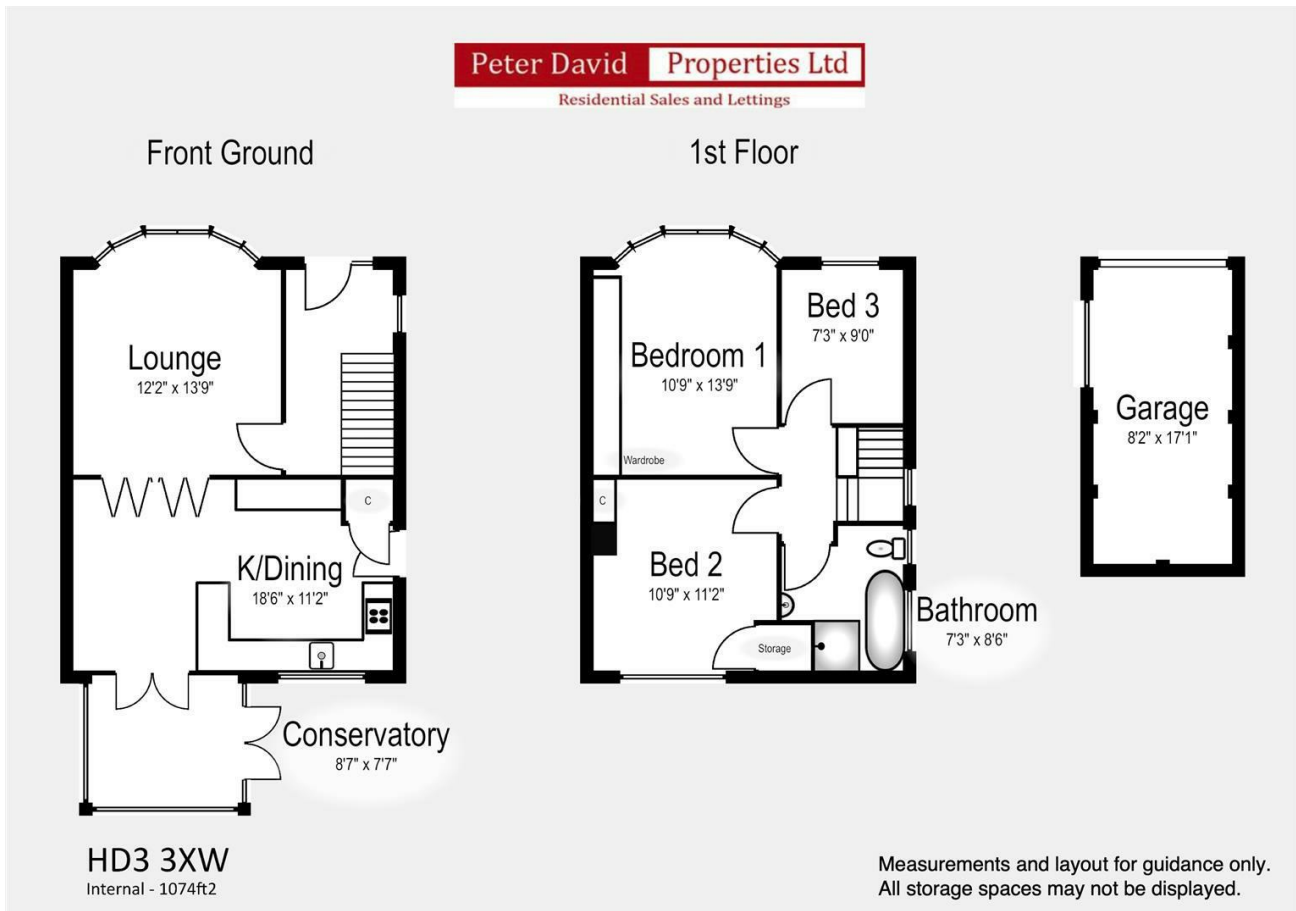 Peter David Properties Ltd
Residential Sales and Lettings
Front Ground
1st Floor
Lounge
12'2" x 13'9"
C
K/Dining
18'6" x 11'2"
Conservatory
8'7" x 7'7"
Bedroom 1
10'9" x 13'9"
Wardrobe
Bed 3
7'3" x 9'0"
C
Bed 2
10'9" x 11'2"
Storage
Bathroom
7'3" x 8'6"
Garage
8'2" x 17'1"
HD3 3XW
Internal - 1074ft2
Measurements and layout for guidance only.
All storage spaces may not be displayed.